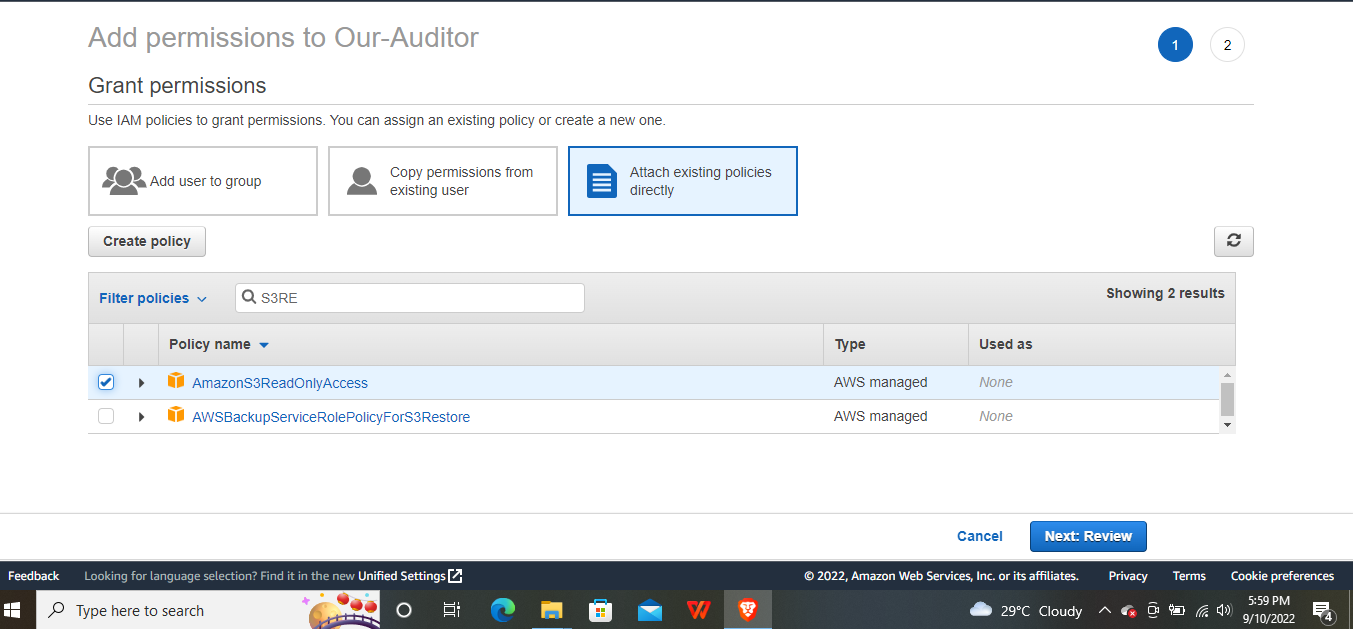 Add permissions to Our-Auditor
1
2
Grant permissions
Use IAM policies to grant permissions. You can assign an existing policy or create a new one.
Add user to group
Copy permissions from
existing user
Attach existing policies
directly
Create policy
Filter policies
S3RE
Showing 2 results
Policy name
Type
Used as
AmazonS3ReadOnlyAccess
AWS managed
None
AWSBackupServiceRolePolicyForS3Restore
AWS managed
None
Cancel
Next: Review
Feedback
Looking for language selection? Find it in the new Unified Settings
© 2022, Amazon Web Services, Inc. or its affiliates.
Privacy
Terms
Cookie preferences
Type here to search
29°C Cloudy
5:59 PM
9/10/2022
4